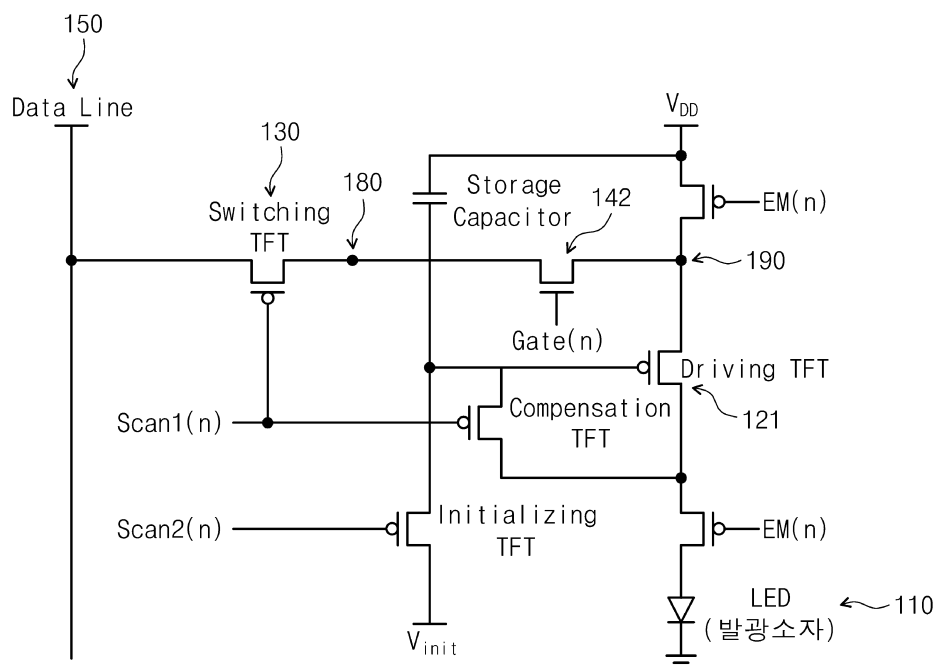 150
Data Line
V_DD
130
180
Storage
Capacitor
142
EM(n)
Switching
TFT
190
Gate(n)
Driving TFT
Compensation
TFT
121
Scan1(n)
Scan2(n)
Initializing
TFT
EM(n)
LED
(발광소자)
110
V_init